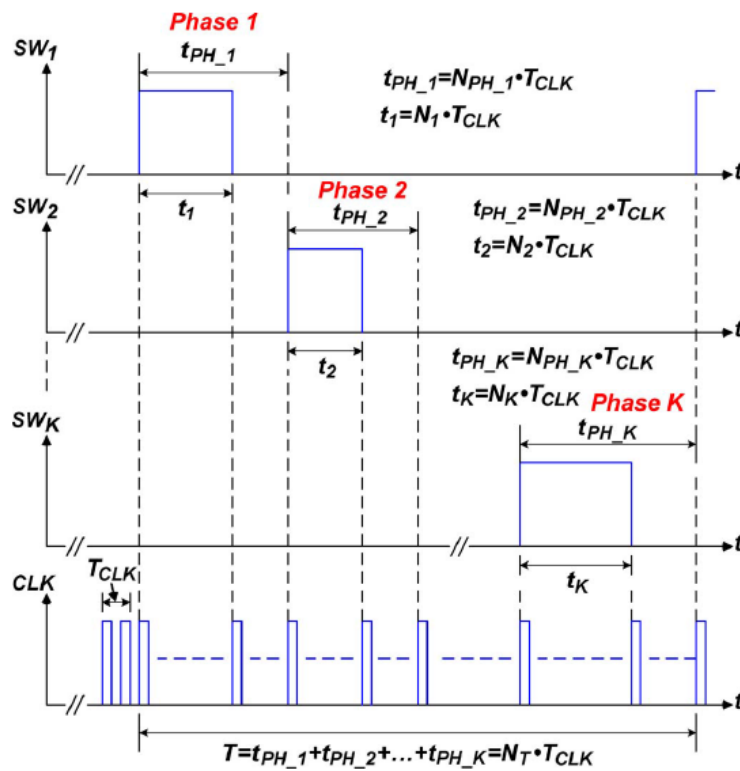 Phase 1
SW1
tPH_1
tPH_1=NPH_1•TCLK
t1=N1•TCLK
t
t1
Phase 2
SW2
tPH_2
tPH_2=NPH_2•TCLK
t2=N2•TCLK
t
t2
tPH_K=NPH_K•TCLK
tK=NK•TCLK
Phase K
SWK
tPH_K
t
tK
CLK
TCLK
t
T=tPH_1+tPH_2+...+tPH_K=NT•TCLK